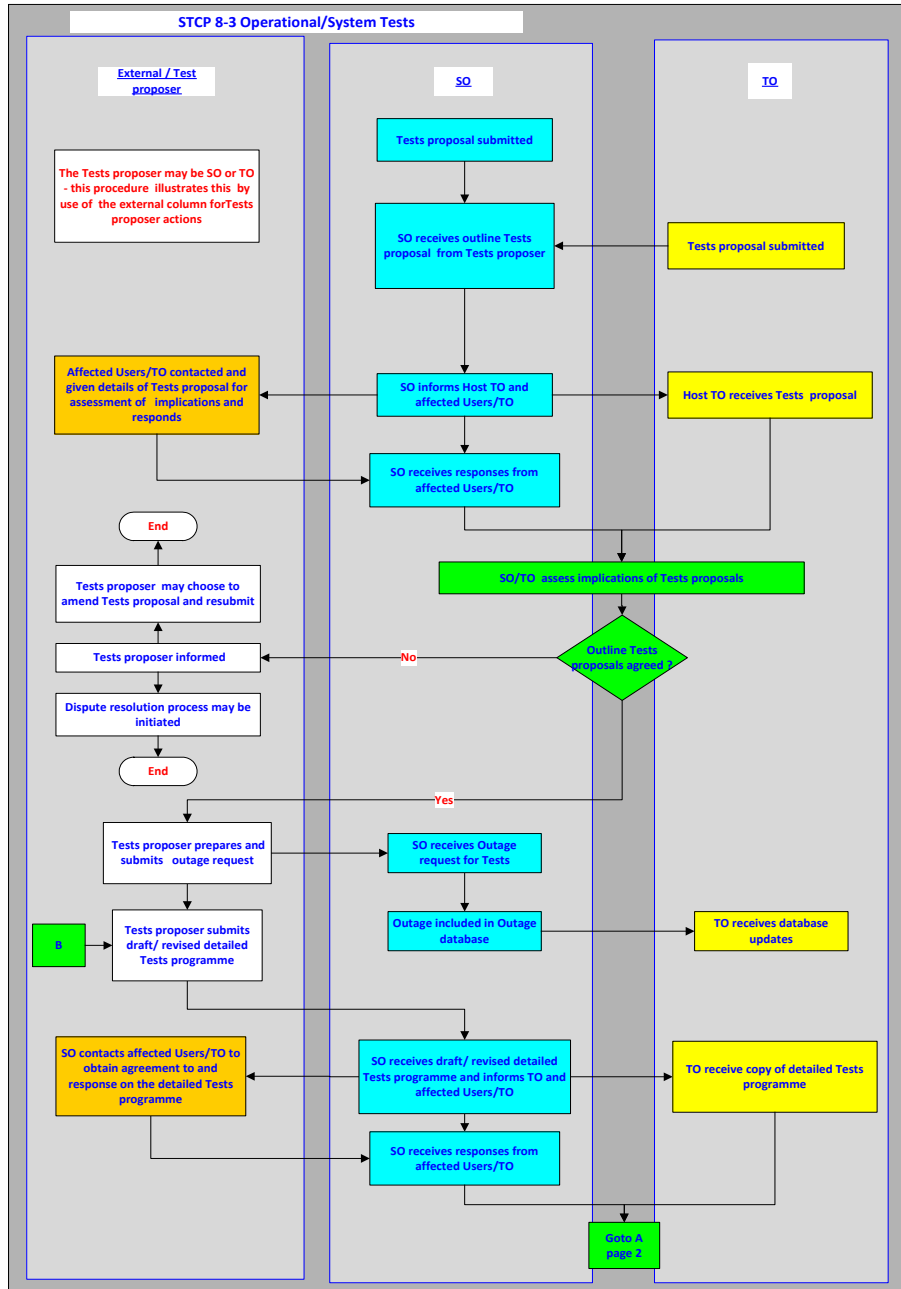 STCP 8-3 Operational/System Tests
External / Test
proposer
SO
TO
Tests proposal submitted
The Tests proposer may be SO or TO
- this procedure illustrates this by
use of the external column forTests
proposer actions
SO receives outline Tests
proposal from Tests proposer
Tests proposal submitted
Affected Users/TO contacted and
given details of Tests proposal for
assessment of implications and
responds
SO informs Host TO and
affected Users/TO
Host TO receives Tests proposal
SO receives responses from
affected Users/TO
End
Tests proposer may choose to
amend Tests proposal and resubmit
SO/TO assess implications of Tests proposals
Tests proposer informed
No
Outline Tests
proposals agreed ?
Dispute resolution process may be
initiated
End
Yes
Tests proposer prepares and
submits outage request
SO receives Outage
request for Tests
B
Tests proposer submits
draft/ revised detailed
Tests programme
Outage included in Outage
database
TO receives database
updates
SO contacts affected Users/TO to
obtain agreement to and
response on the detailed Tests
programme
SO receives draft/ revised detailed
Tests programme and informs TO and
affected Users/TO
TO receive copy of detailed Tests
programme
SO receives responses from
affected Users/TO
Goto A
page 2